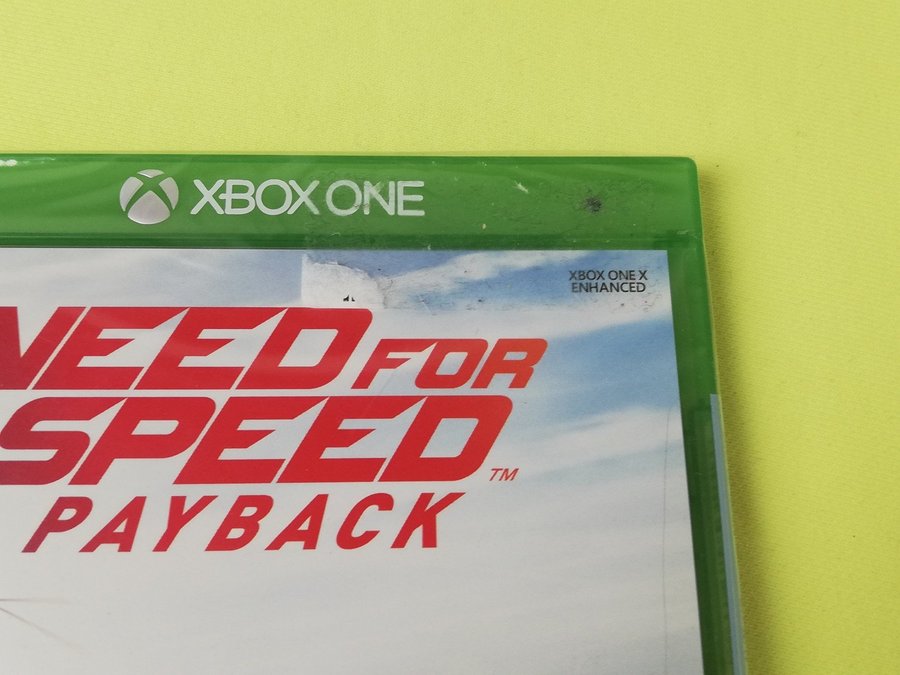 XBOX ONE
XBOX ONE X
ENHANCED
NEED FOR
SPEED™
PAYBACK